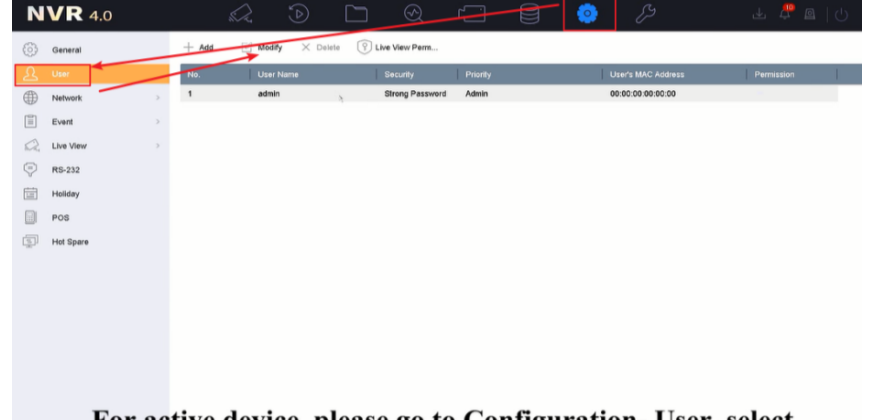 NVR 4.0
10
General
Add Modify Delete Live View Perm...
User
No. User Name Security Priority User's MAC Address Permission
Network
1 admin Strong Password Admin 00:00:00:00:00:00
Event
Live View
RS-232
Holiday
POS
Hot Spare
For active device, please go to Configuration- User, select